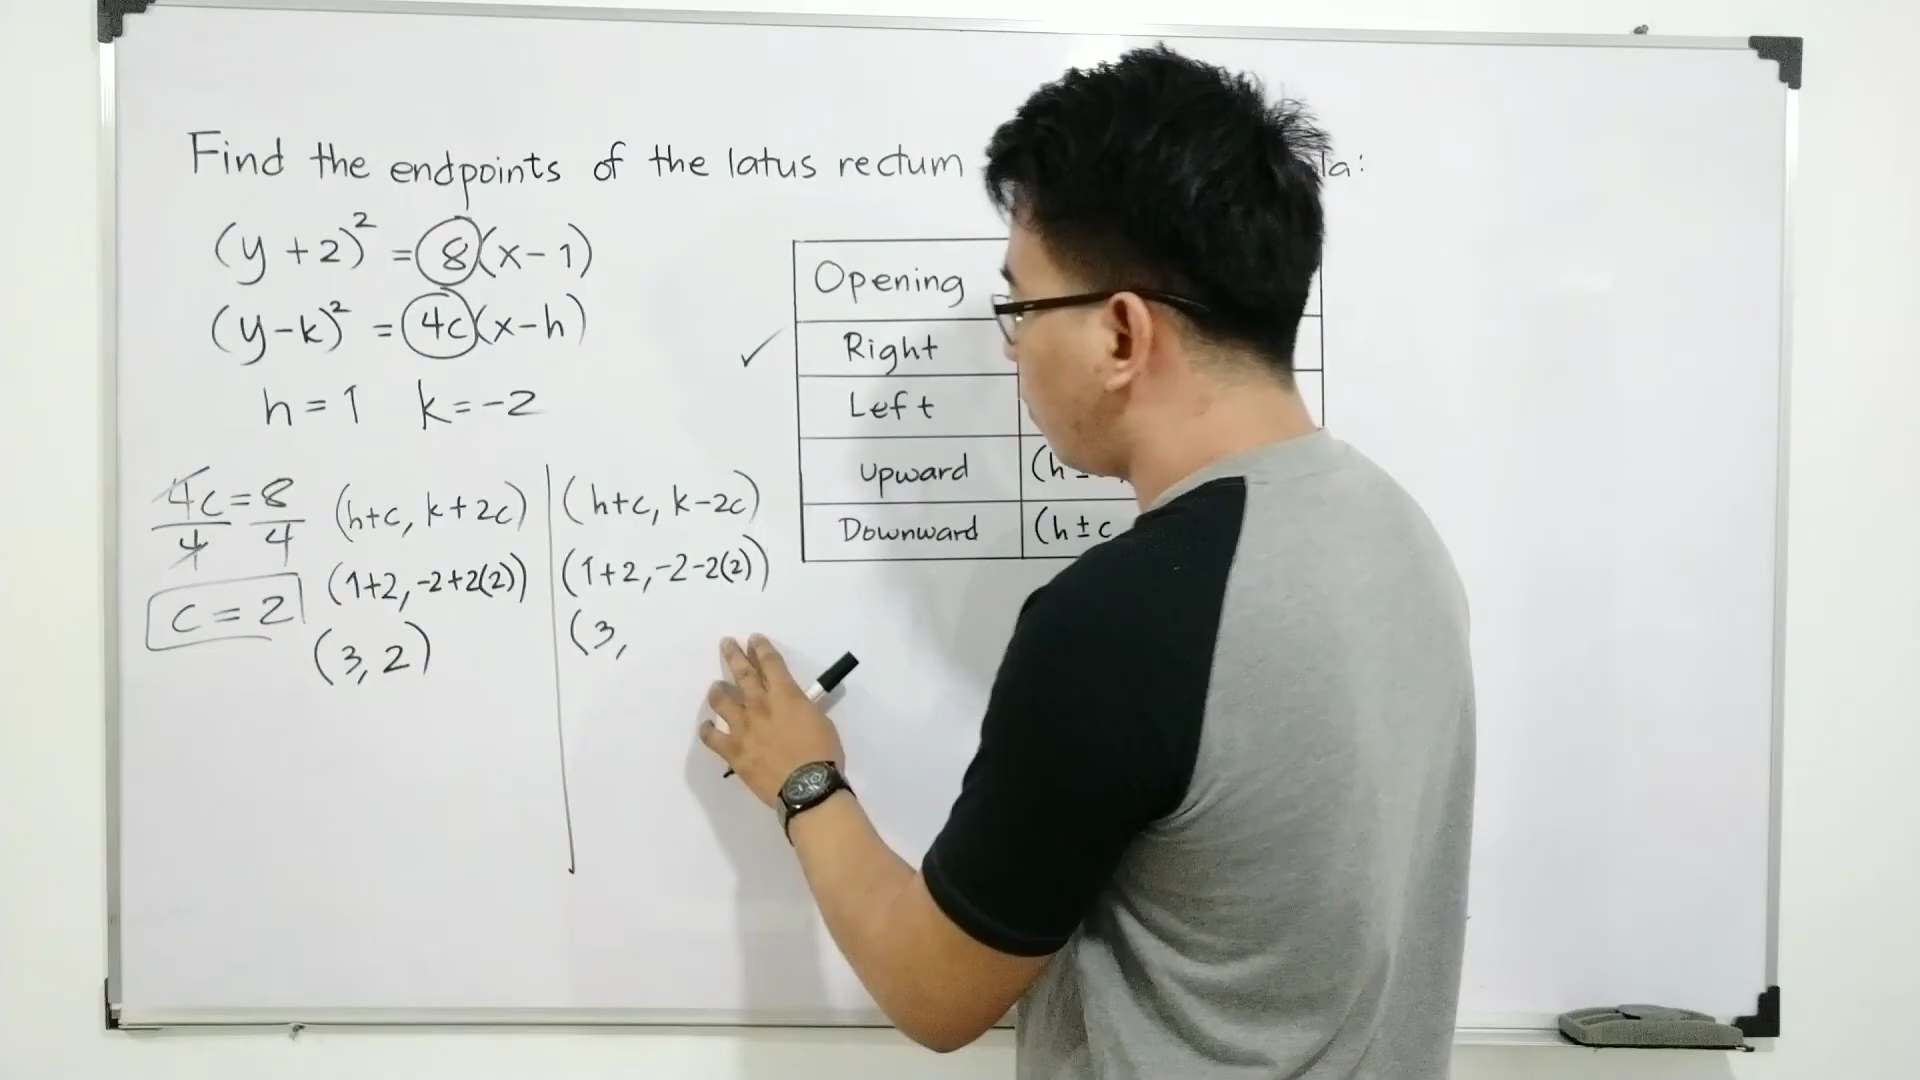 Find the endpoints of the latus rectum la:
(y + 2)² = 8(x - 1)
(y - k)² = 4c(x - h)
h = 1 k = -2
4c = 8
4 4
c = 2
(h+c, k+2c)
(1+2, -2+2(2))
(3, 2)
(h+c, k-2c)
(1+2, -2-2(2))
(3,
Opening
✓ Right
Left
Upward (h
Downward (h ± c